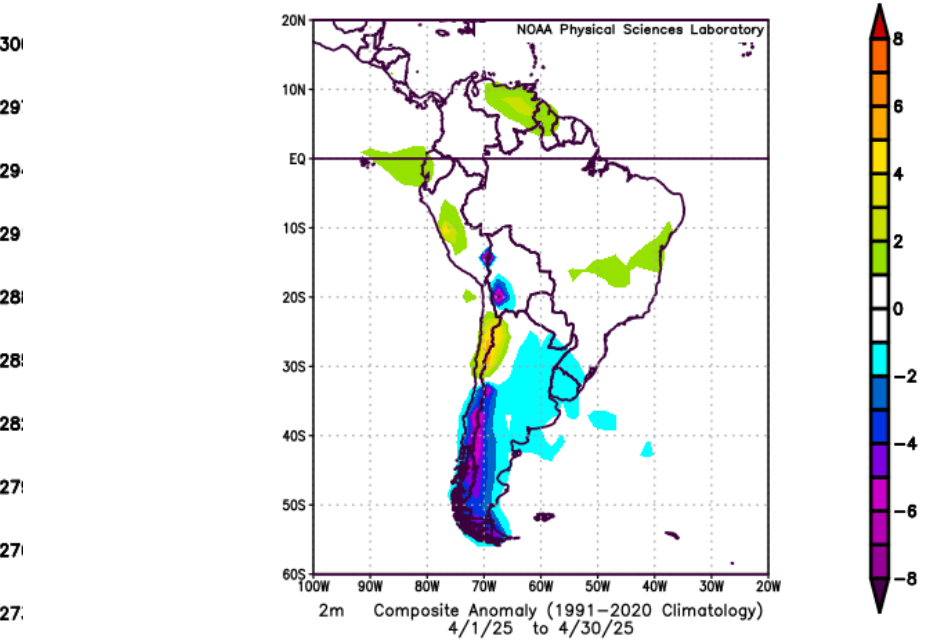 NOAA Physical Sciences Laboratory
20N
10N
EQ
10S
20S
30S
40S
50S
60S
100W 90W 80W 70W 60W 50W 40W 30W 20W
2m Composite Anomaly (1991−2020 Climatology)
4/1/25 to 4/30/25
8
6
4
2
0
−2
−4
−6
−8
29